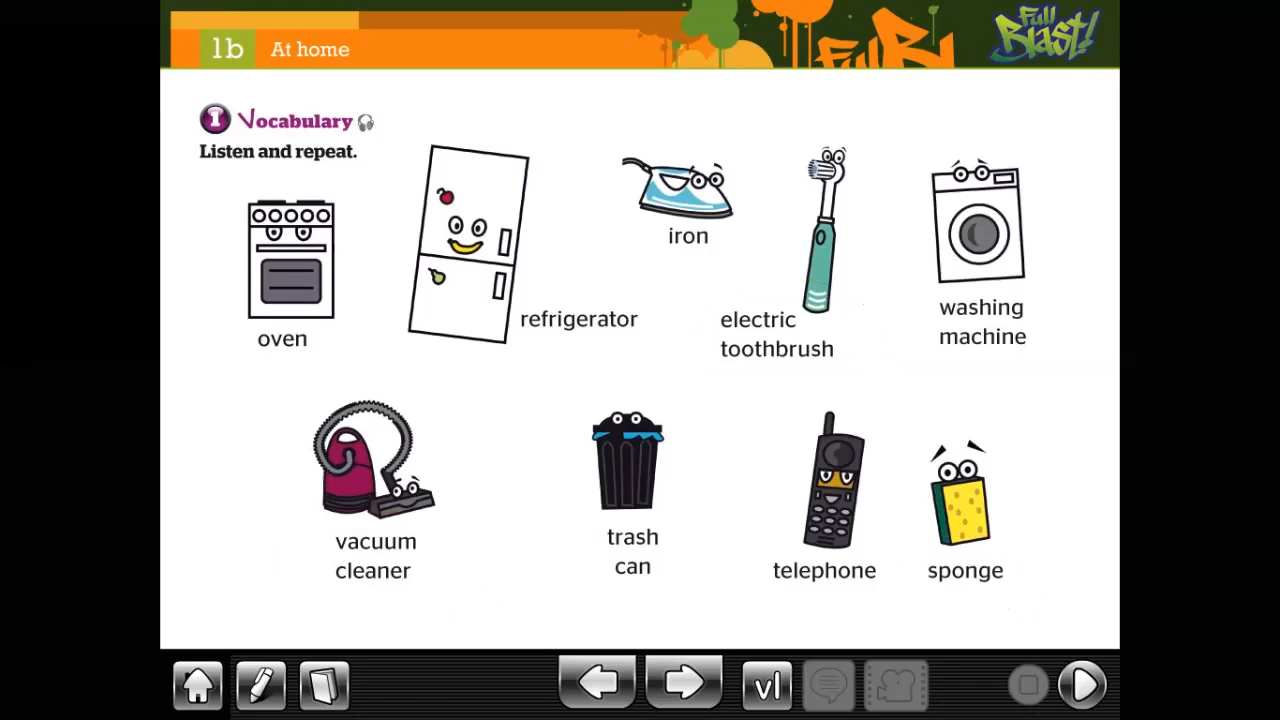 1b At home
Full
Blast!
1 Vocabulary
Listen and repeat.
oven
refrigerator
iron
electric
toothbrush
washing
machine
vacuum
cleaner
trash
can
telephone
sponge
vl